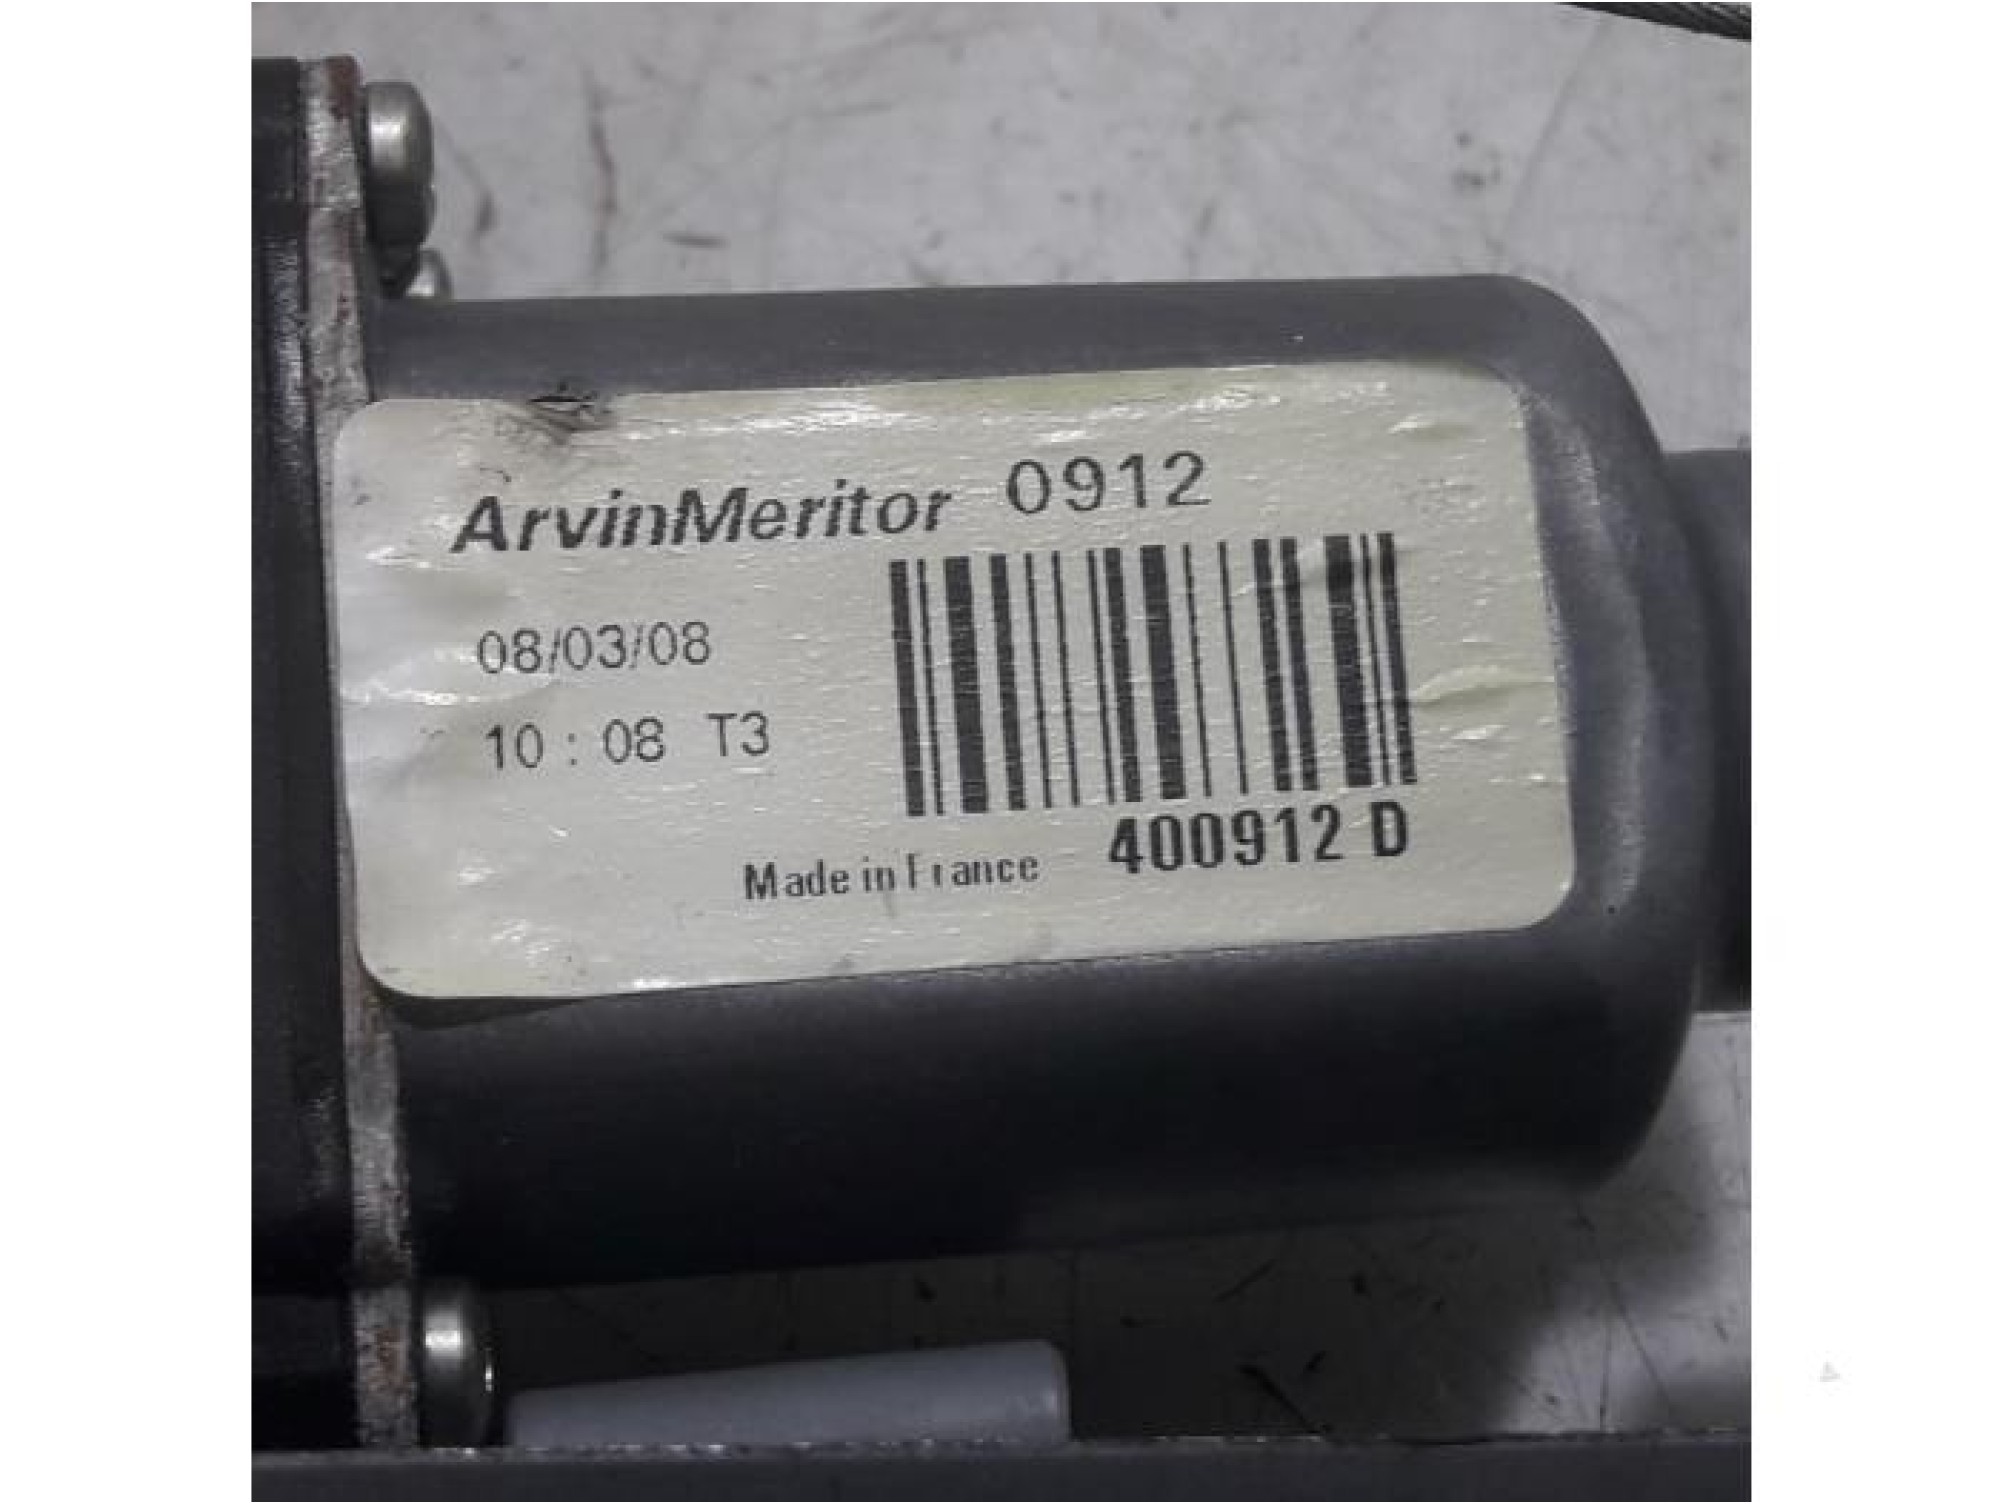 ArvinMeritor 0912
08/03/08
10 : 08 T3
Made in France 400912 D